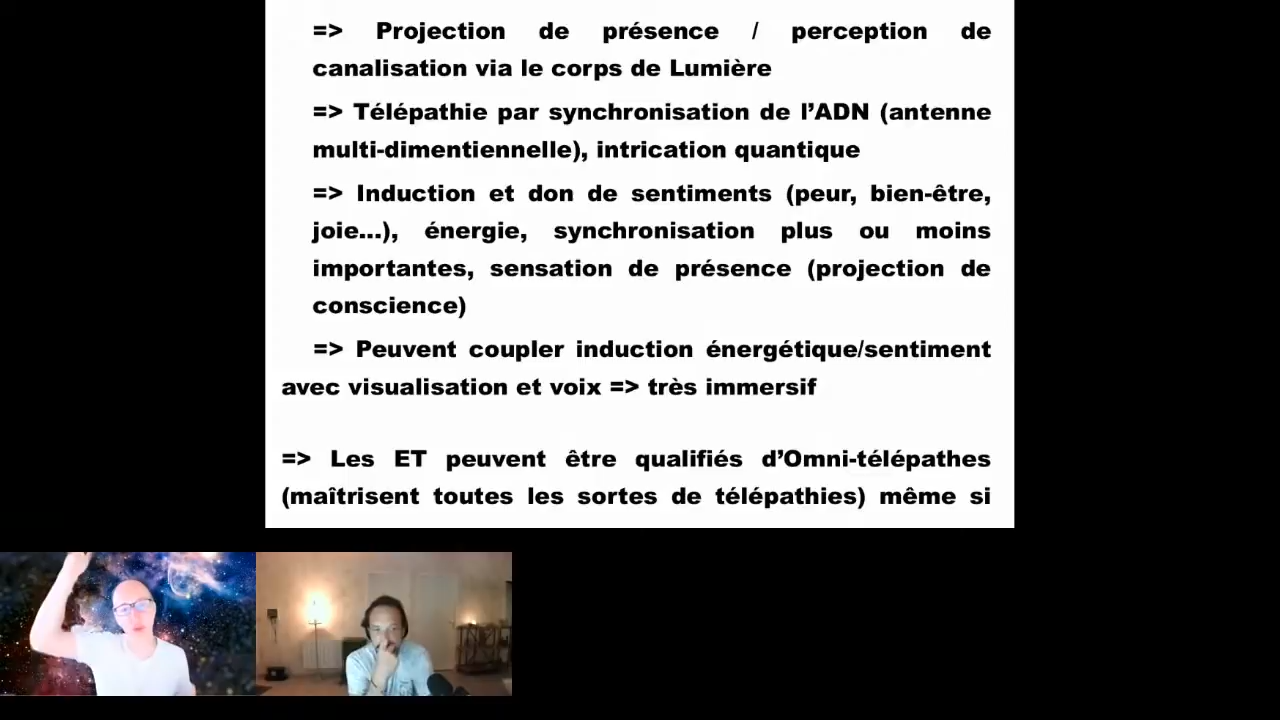 => Projection de présence / perception de
canalisation via le corps de Lumière
=> Télépathie par synchronisation de l’ADN (antenne
multi-dimentiennelle), intrication quantique
=> Induction et don de sentiments (peur, bien-être,
joie...), énergie, synchronisation plus ou moins
importantes, sensation de présence (projection de
conscience)
=> Peuvent coupler induction énergétique/sentiment
avec visualisation et voix => très immersif
=> Les ET peuvent être qualifiés d’Omni-télépathes
(maîtrisent toutes les sortes de télépathies) même si